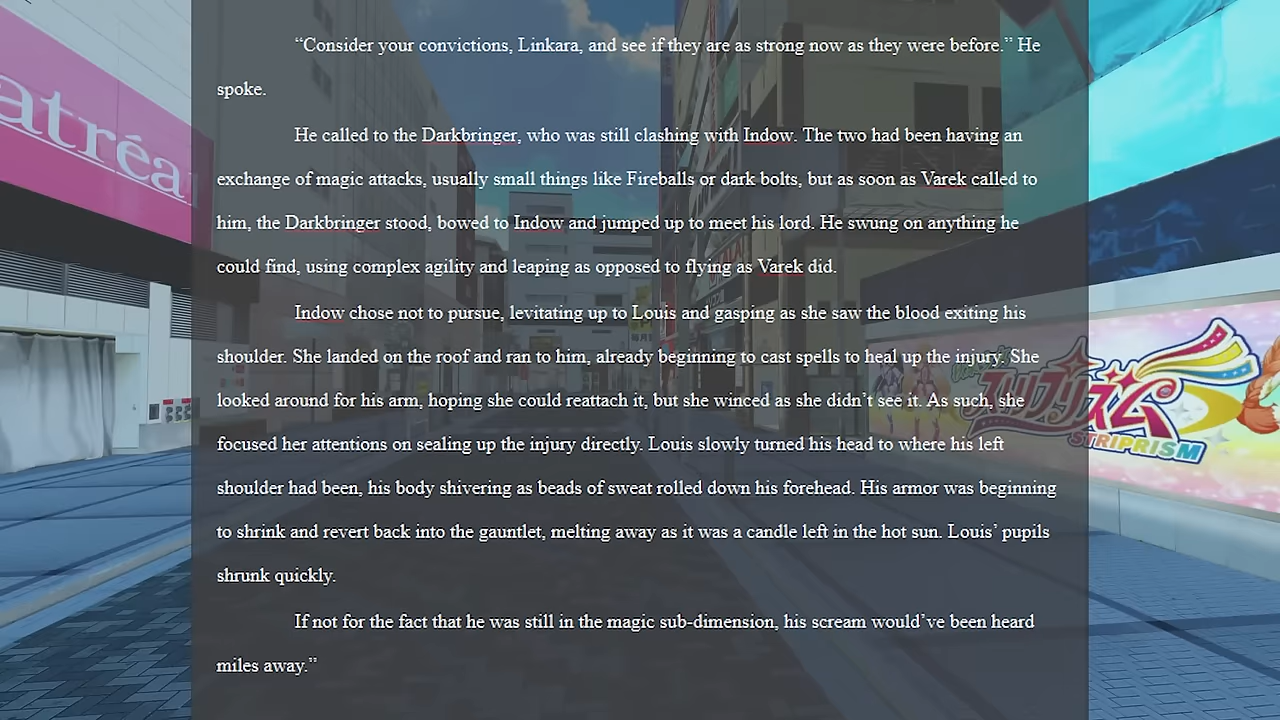 “Consider your convictions, Linkara, and see if they are as strong now as they were before.” He
spoke.
He called to the Darkbringer, who was still clashing with Indow. The two had been having an
exchange of magic attacks, usually small things like Fireballs or dark bolts, but as soon as Varek called to
him, the Darkbringer stood, bowed to Indow and jumped up to meet his lord. He swung on anything he
could find, using complex agility and leaping as opposed to flying as Varek did.
Indow chose not to pursue, levitating up to Louis and gasping as she saw the blood exiting his
shoulder. She landed on the roof and ran to him, already beginning to cast spells to heal up the injury. She
looked around for his arm, hoping she could reattach it, but she winced as she didn’t see it. As such, she
focused her attentions on sealing up the injury directly. Louis slowly turned his head to where his left
shoulder had been, his body shivering as beads of sweat rolled down his forehead. His armor was beginning
to shrink and revert back into the gauntlet, melting away as it was a candle left in the hot sun. Louis’ pupils
shrunk quickly.
If not for the fact that he was still in the magic sub-dimension, his scream would’ve been heard
miles away.”
atréa
ストリプリズム
STRIPRISM